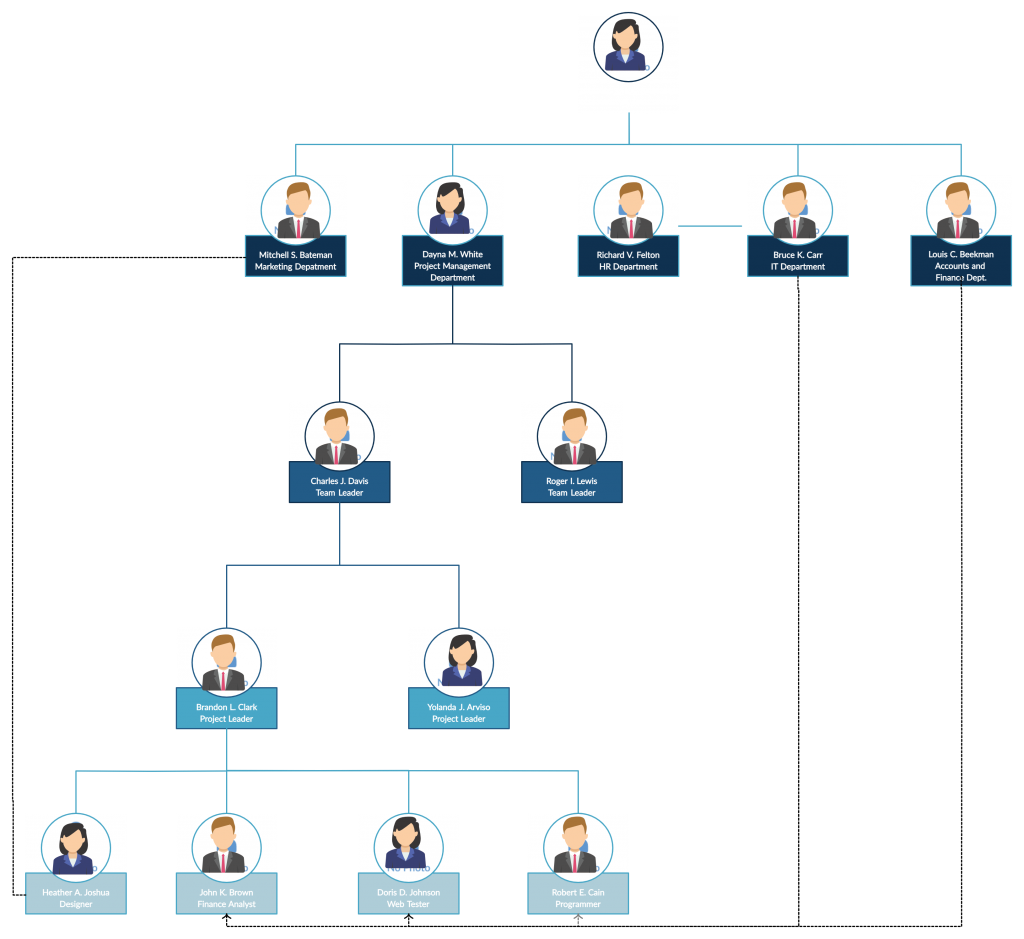 Mitchell S. Bateman
Marketing Depatment
Dayna M. White
Project Management
Department
Richard V. Felton
HR Department
Bruce K. Carr
IT Department
Louis C. Beekman
Accounts and
Finance Dept.
Charles J. Davis
Team Leader
Roger I. Lewis
Team Leader
Brandon L. Clark
Project Leader
Yolanda J. Arviso
Project Leader
Heather A. Joshua
Designer
John K. Brown
Finance Analyst
No Photo
Doris D. Johnson
Web Tester
Robert E. Cain
Programmer